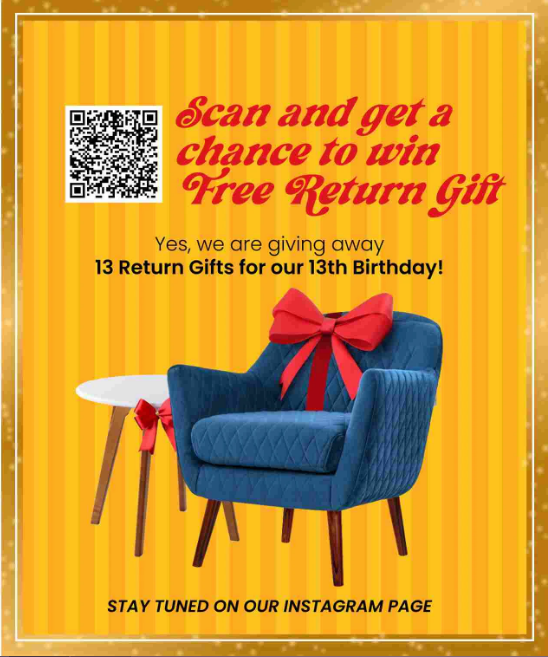 Scan and get a
chance to win
Free Return Gift
Yes, we are giving away
13 Return Gifts for our 13th Birthday!
STAY TUNED ON OUR INSTAGRAM PAGE